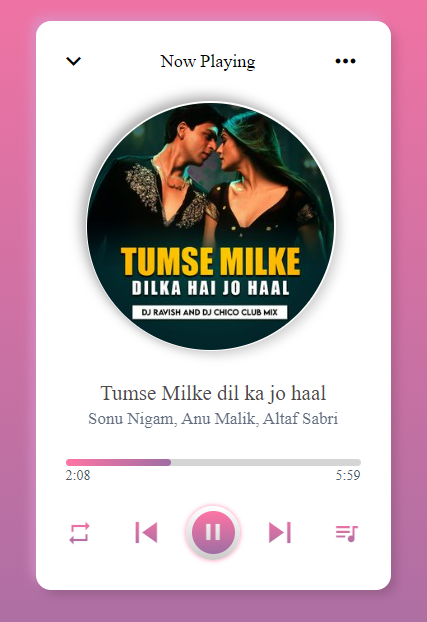 Now Playing
TUMSE MILKE
DILKA HAI JO HAAL
DJ RAVISH AND DJ CHICO CLUB MIX
Tumse Milke dil ka jo haal
Sonu Nigam, Anu Malik, Altaf Sabri
2:08 5:59